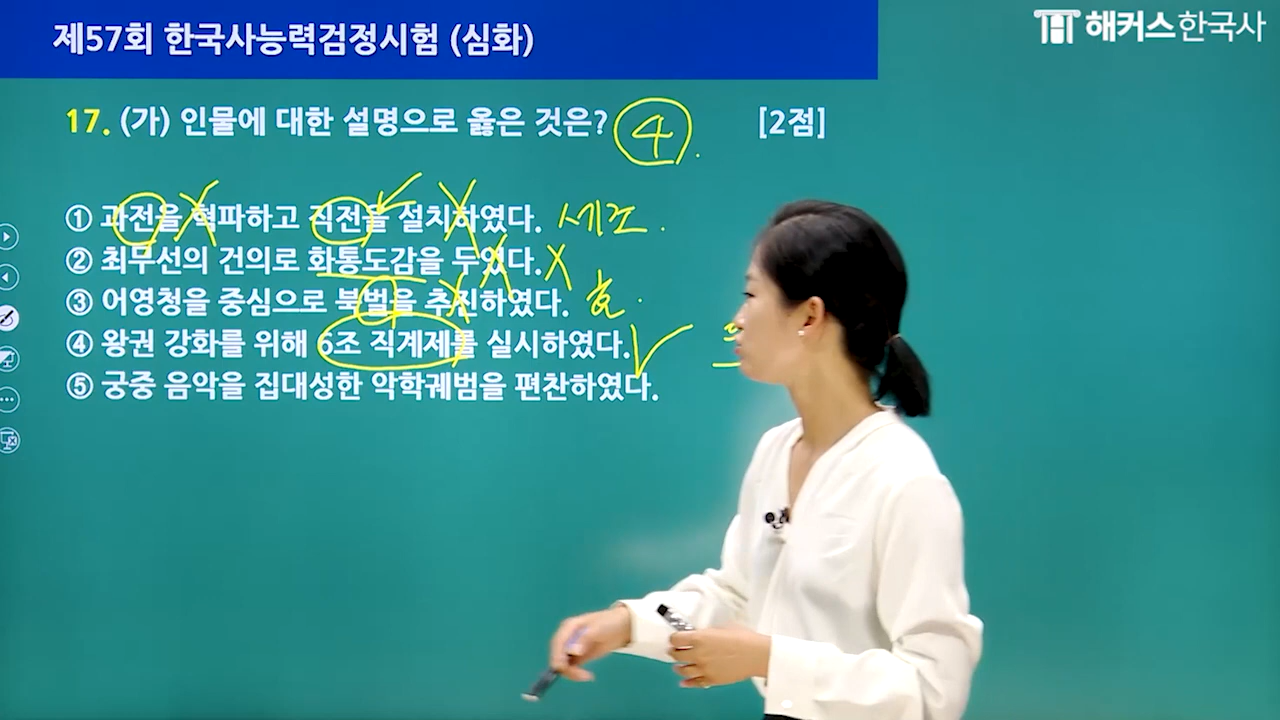 제57회 한국사능력검정시험 (심화)
해커스한국사
17. (가) 인물에 대한 설명으로 옳은 것은? ④. [2점]
① 과전을 혁파하고 직전을 설치하였다. 세조.
② 최무선의 건의로 화통도감을 두었다. X
③ 어영청을 중심으로 북벌을 추진하였다. 효.
④ 왕권 강화를 위해 6조 직계제를 실시하였다.
⑤ 궁중 음악을 집대성한 악학궤범을 편찬하였다.